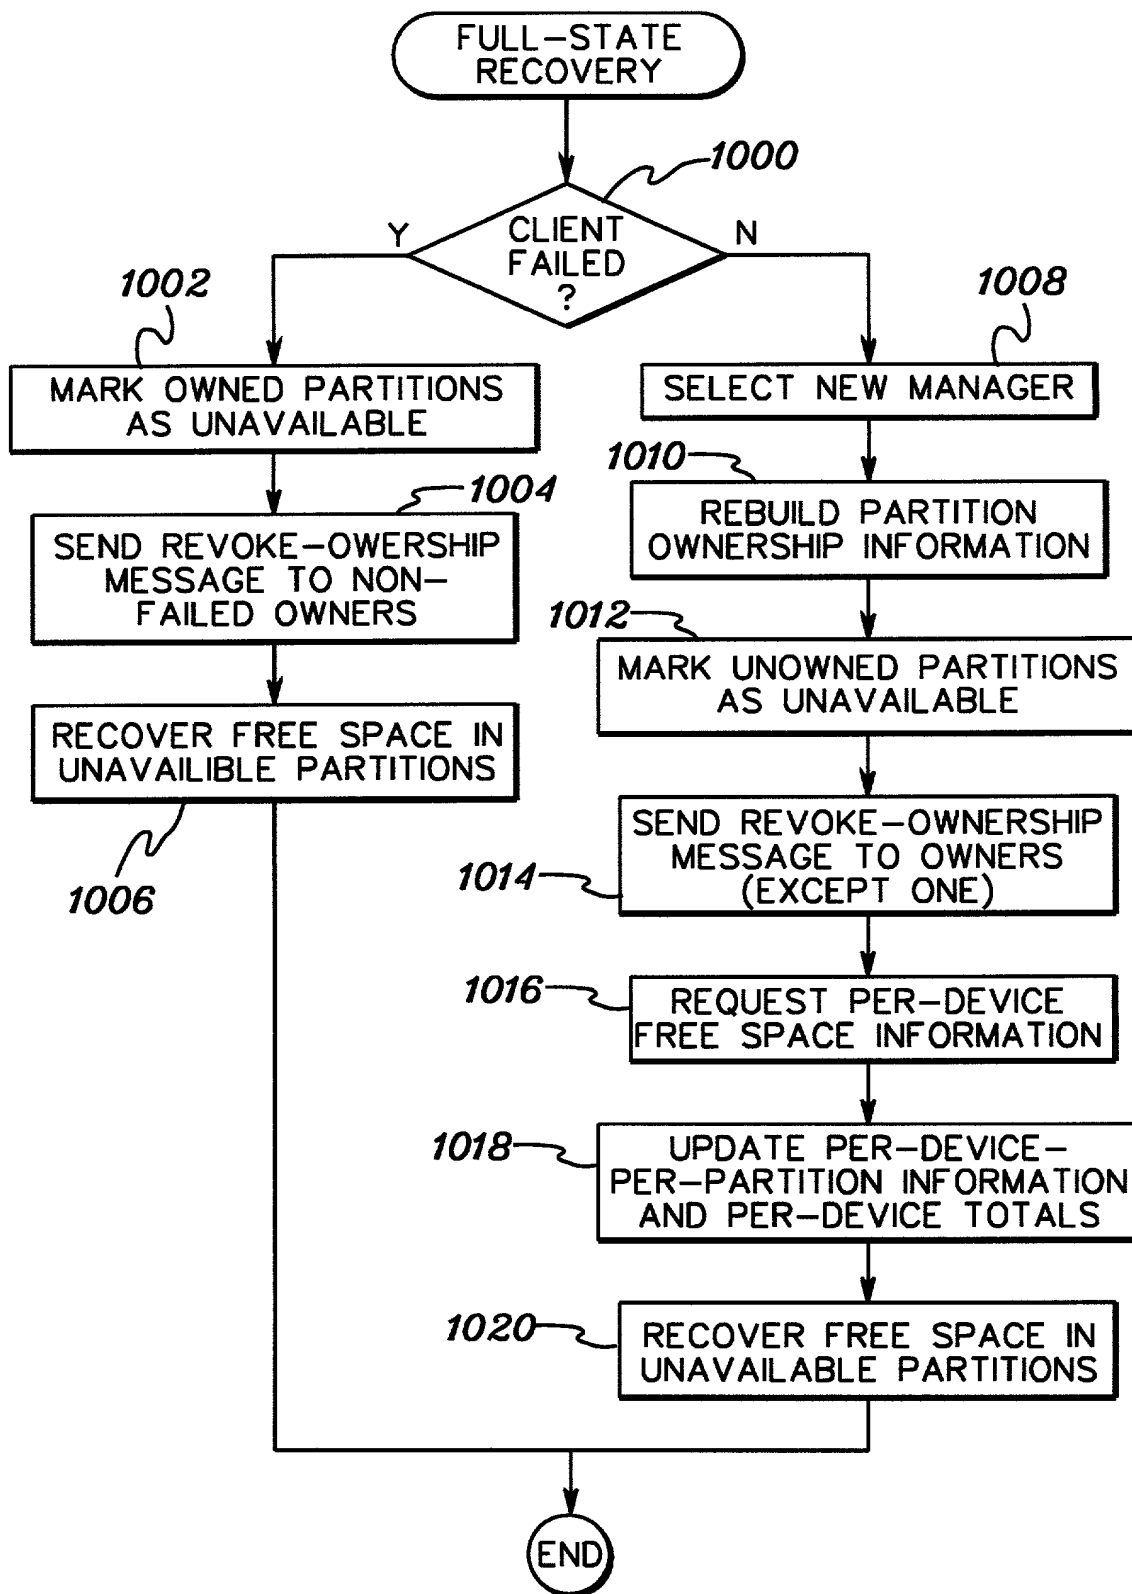 FULL-STATE
RECOVERY
1000
CLIENT
FAILED
?
Y
N
1002
MARK OWNED PARTITIONS
AS UNAVAILABLE
1004
SEND REVOKE-OWERSHIP
MESSAGE TO NON-
FAILED OWNERS
RECOVER FREE SPACE IN
UNAVAILIBLE PARTITIONS
1006
1008
SELECT NEW MANAGER
1010
REBUILD PARTITION
OWNERSHIP INFORMATION
1012
MARK UNOWNED PARTITIONS
AS UNAVAILABLE
SEND REVOKE-OWNERSHIP
MESSAGE TO OWNERS
(EXCEPT ONE)
1014
1016
REQUEST PER-DEVICE
FREE SPACE INFORMATION
1018
UPDATE PER-DEVICE-
PER-PARTITION INFORMATION
AND PER-DEVICE TOTALS
1020
RECOVER FREE SPACE IN
UNAVAILABLE PARTITIONS
END